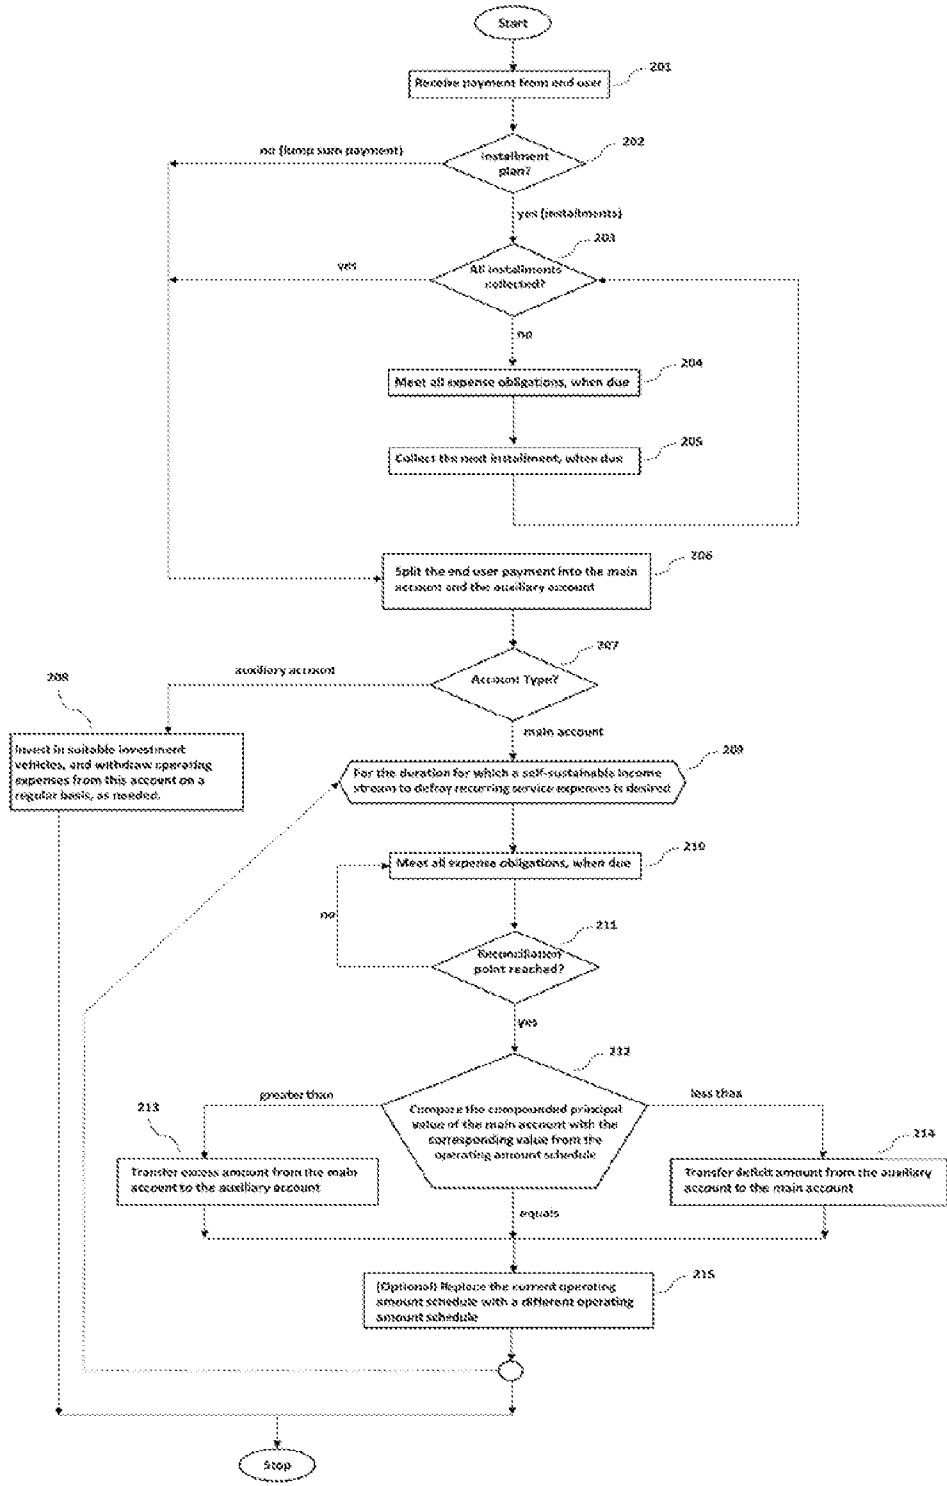 Start
201
Receive payment from end user
202
no (lump sum payment)
Installment
plan?
yes (installments)
203
yes
All installments
collected?
no
204
Meet all expense obligations, when due
205
Collect the next installment, when due
206
Split the end user payment into the main
account and the auxiliary account
207
auxiliary account
Account Type?
208
main account
209
Invest in suitable investment
vehicles, and withdraw operating
expenses from this account on a
regular basis, as needed.
For the duration for which a self-sustainable income
stream to defray recurring service expenses is desired
210
Meet all expense obligations, when due
no
211
Reconciliation
point reached?
yes
212
greater than
less than
213
Compare the compounded principal
value of the main account with the
corresponding value from the
operating amount schedule
214
Transfer excess amount from the main
account to the auxiliary account
Transfer deficit amount from the auxiliary
account to the main account
equals
215
(Optional) Replace the current operating
amount schedule with a different operating
amount schedule
Stop